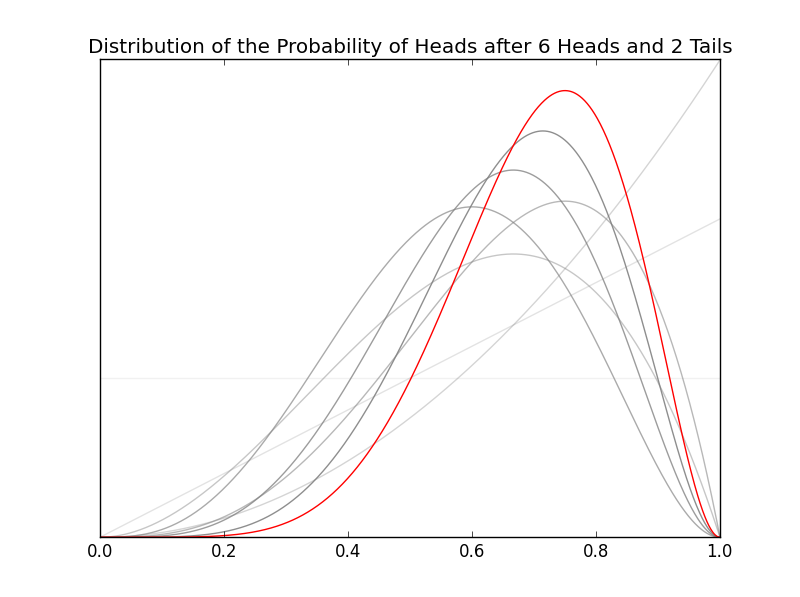 Distribution of the Probability of Heads after 6 Heads and 2 Tails
0.0 0.2 0.4 0.6 0.8 1.0